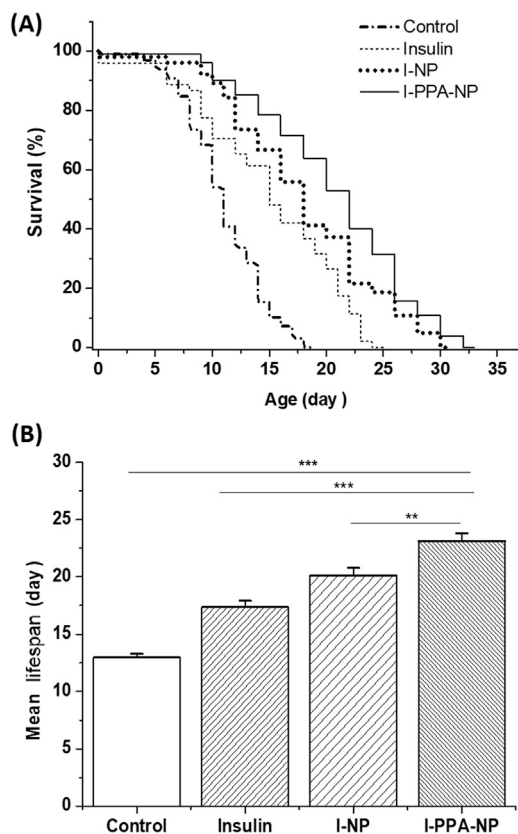 (A)
Control
Insulin
I-NP
I-PPA-NP
Survival (%)
100
80
60
40
20
0
0 5 10 15 20 25 30 35
Age (day )
(B)
Mean lifespan (day)
30
25
20
15
10
5
0
***
***
**
Control Insulin I-NP I-PPA-NP